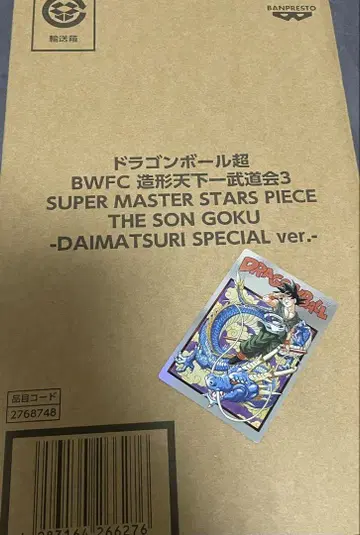 輸送箱
BANPRESTO
ドラゴンボール超
BWFC 造形天下一武道会3
SUPER MASTER STARS PIECE
THE SON GOKU
-DAIMATSURI SPECIAL ver.-
DRAGON BALL
品目コード
2768748